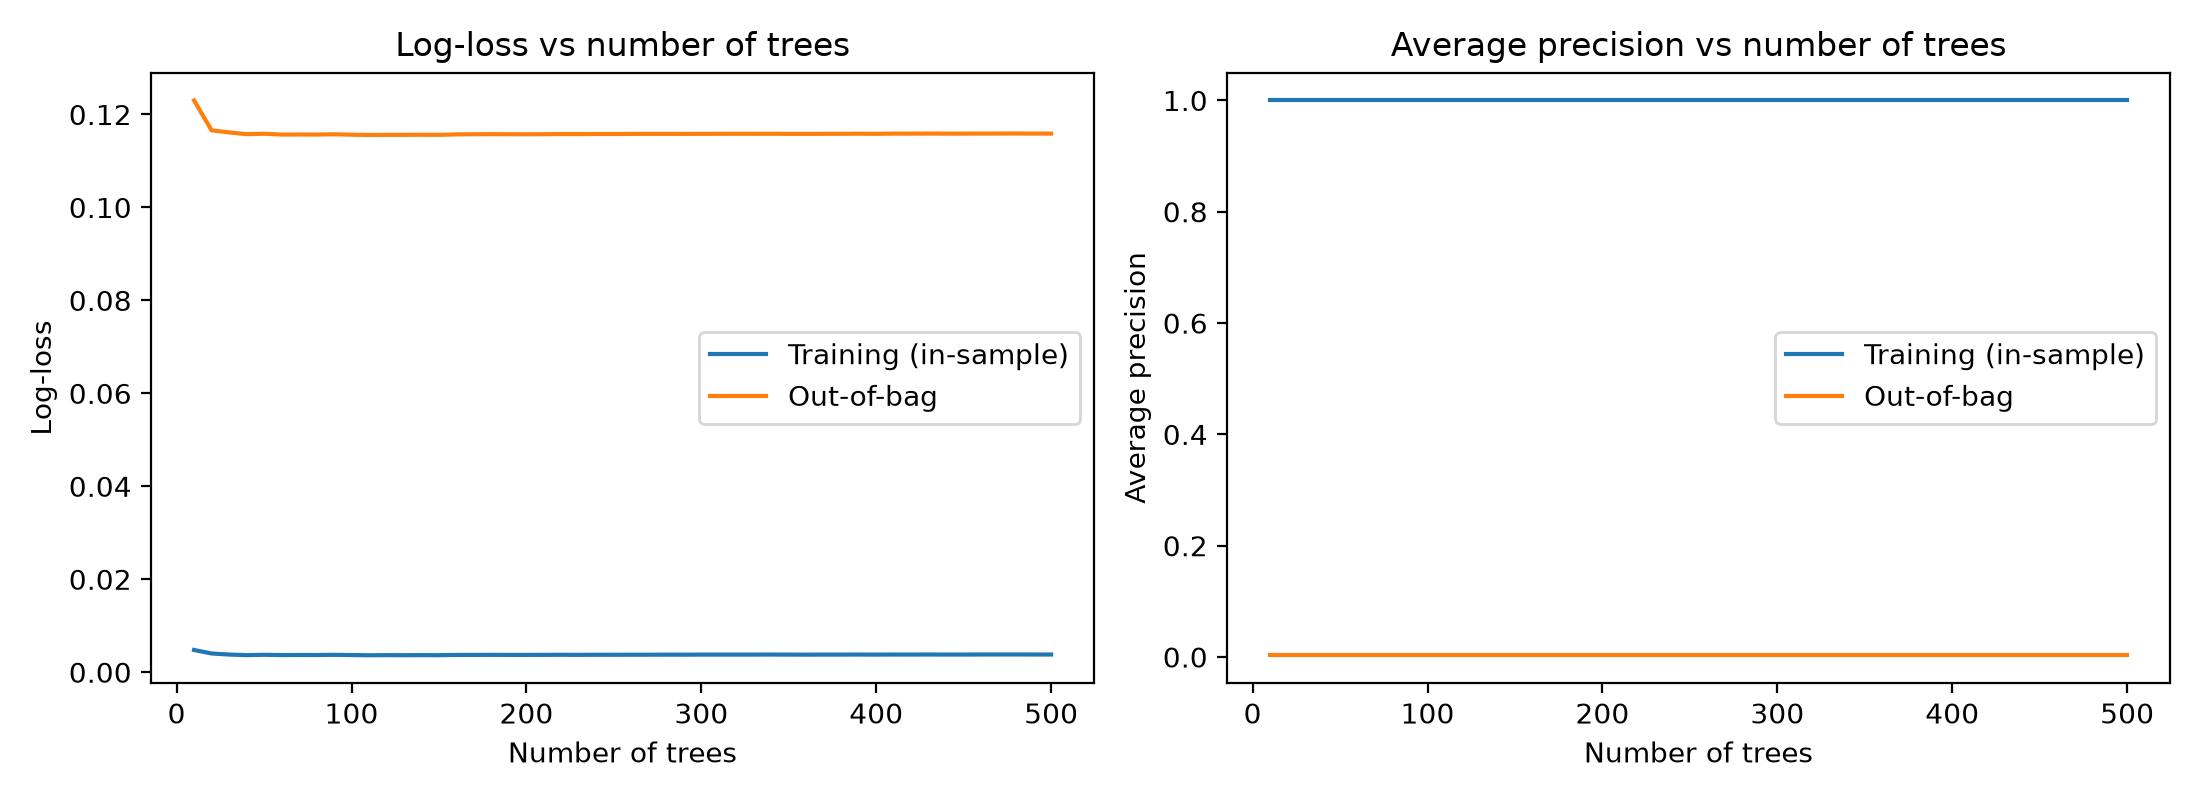 Log-loss vs number of trees
Log-loss
0.12
0.10
0.08
0.06
0.04
0.02
0.00
Training (in-sample)
Out-of-bag
0 100 200 300 400 500
Number of trees
Average precision vs number of trees
Average precision
1.0
0.8
0.6
0.4
0.2
0.0
Training (in-sample)
Out-of-bag
0 100 200 300 400 500
Number of trees